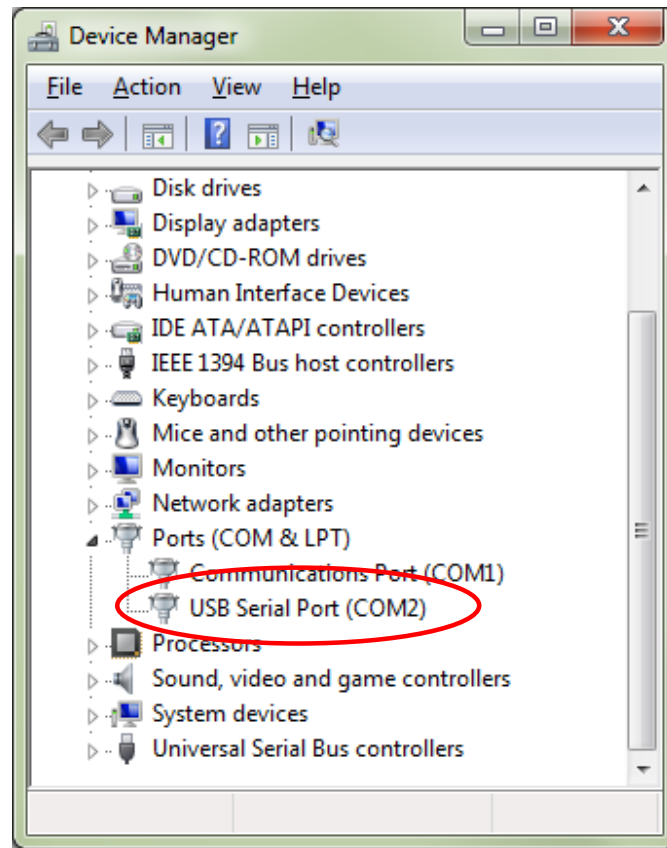 Device Manager
File Action View Help
Disk drives
Display adapters
DVD/CD-ROM drives
Human Interface Devices
IDE ATA/ATAPI controllers
IEEE 1394 Bus host controllers
Keyboards
Mice and other pointing devices
Monitors
Network adapters
Ports (COM & LPT)
Communications Port (COM1)
USB Serial Port (COM2)
Processors
Sound, video and game controllers
System devices
Universal Serial Bus controllers